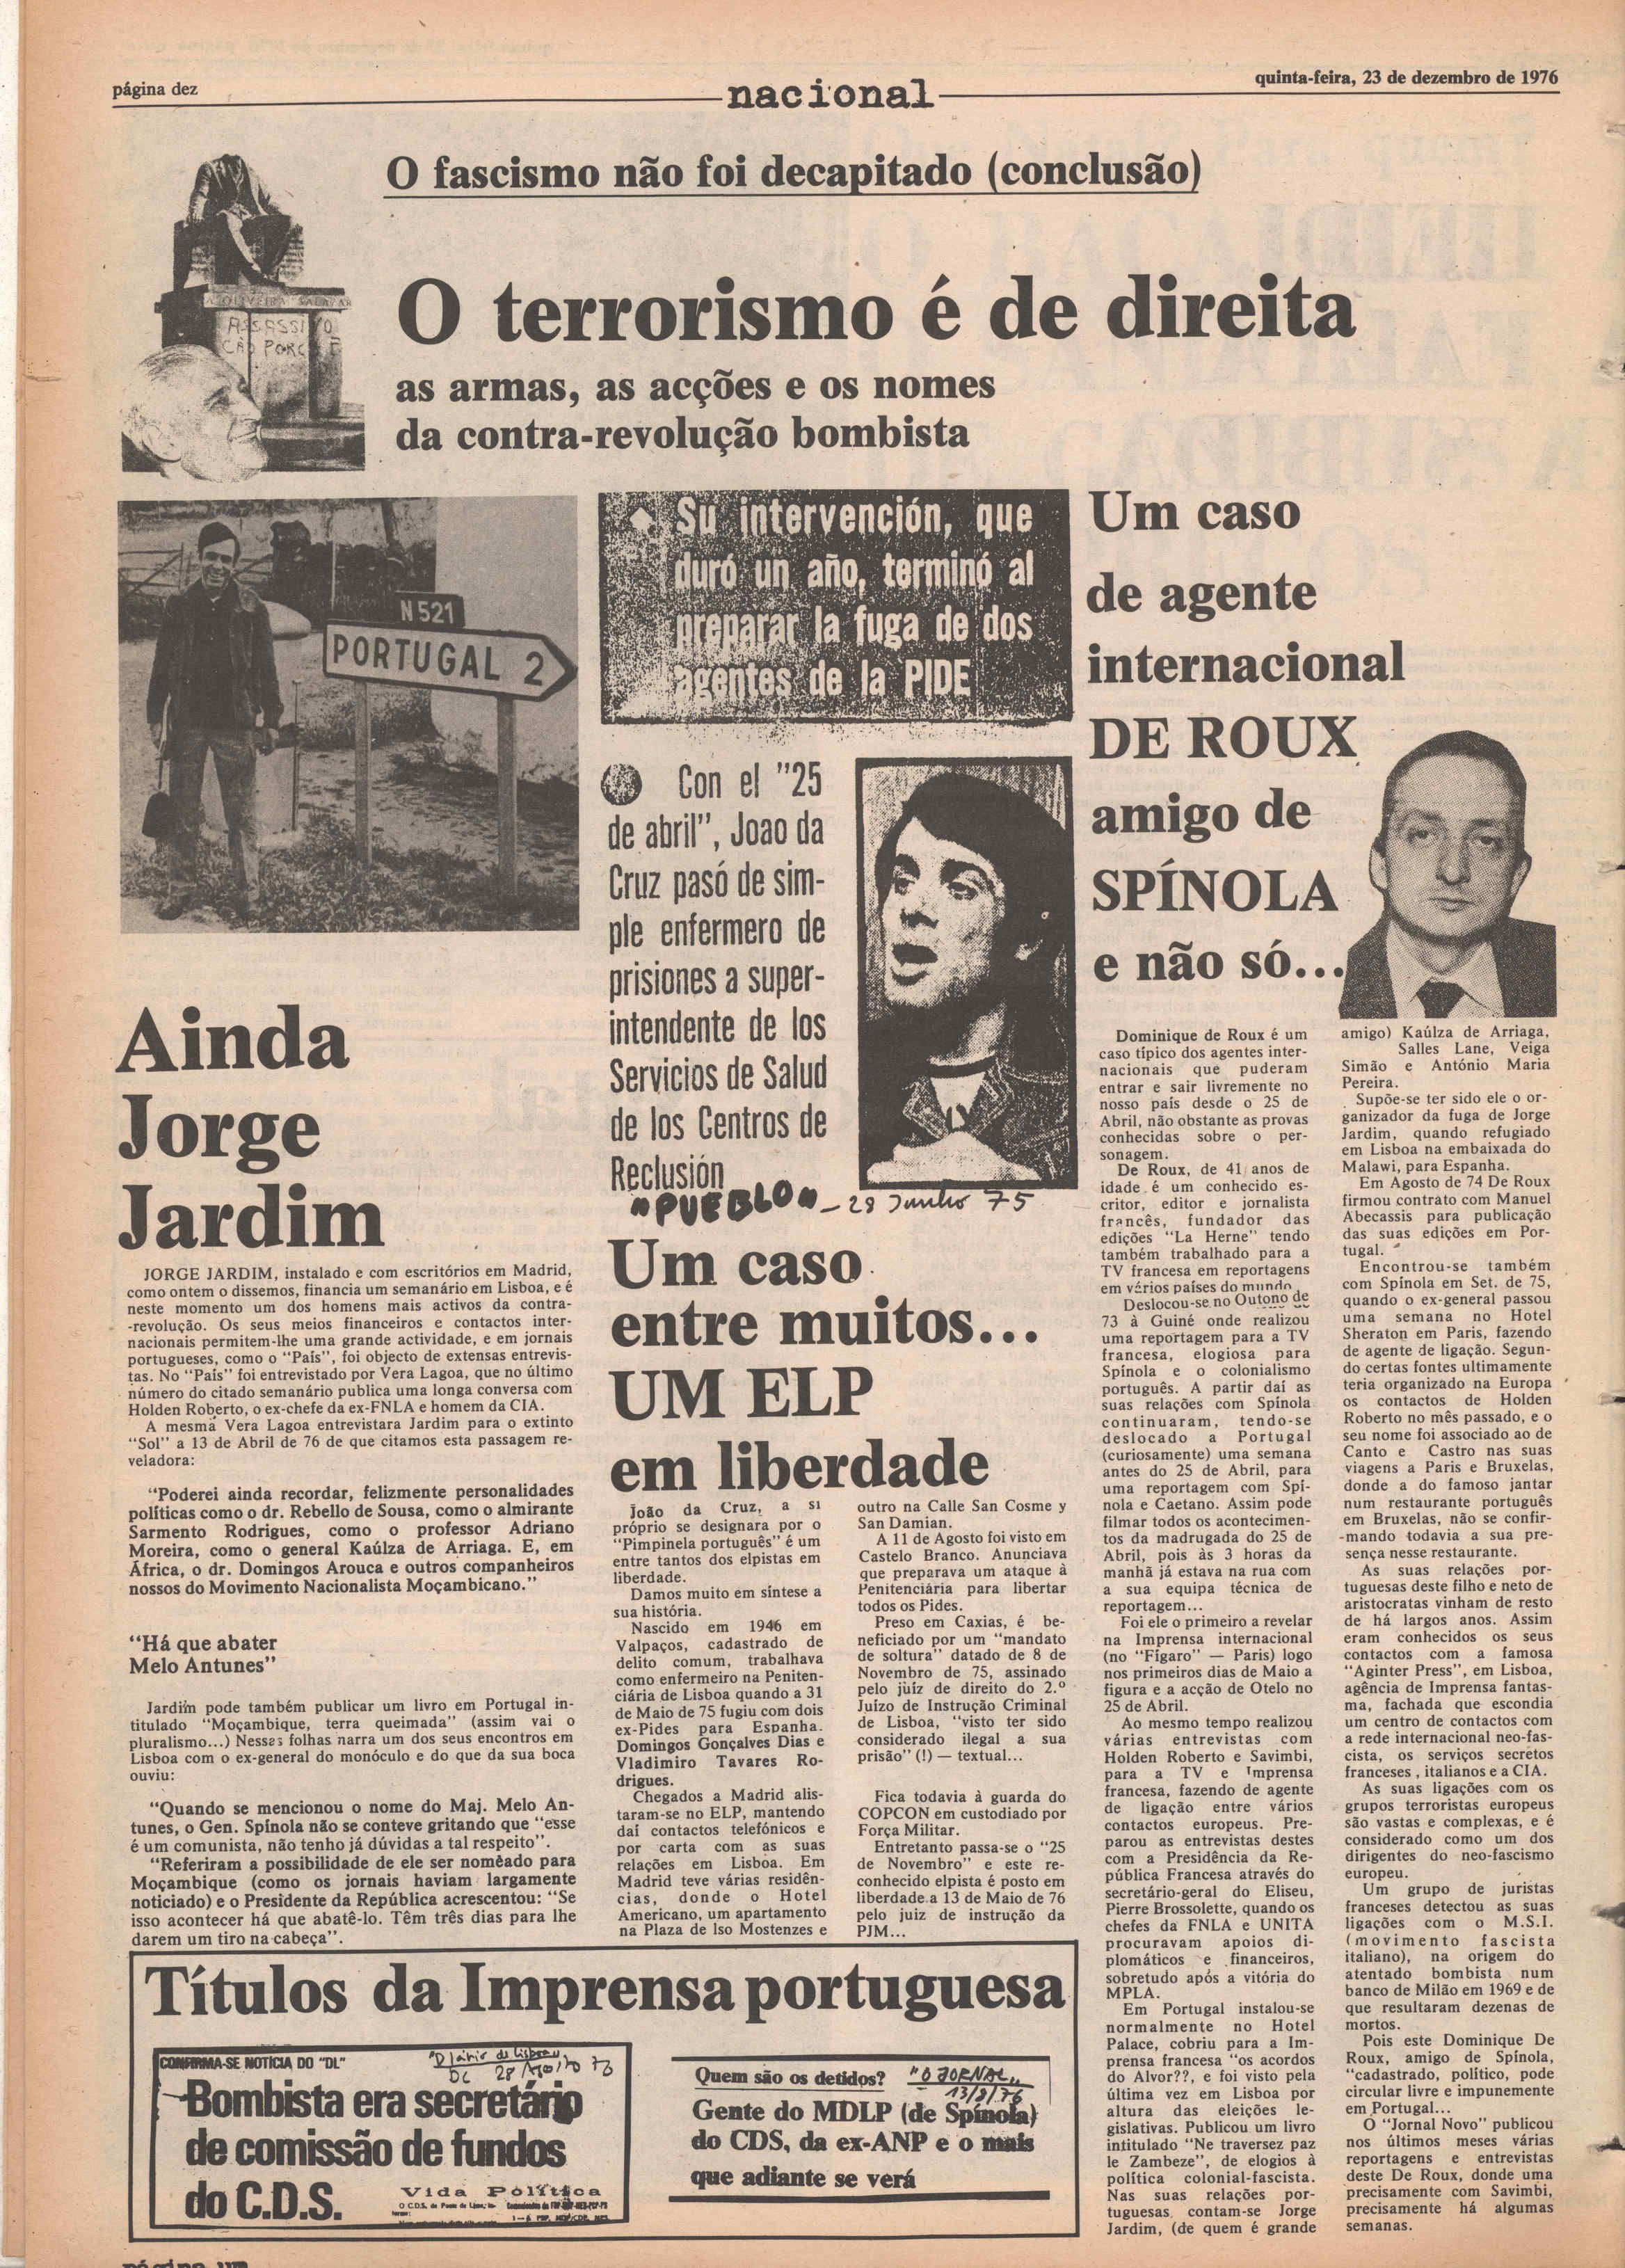 página dez
nacional
quinta-feira, 23 de dezembro de 1976
O fascismo não foi decapitado (conclusão)
A OLIVEIRA SALAZAR
ASSASSINO
O terrorismo é de direita
as armas, as acções e os nomes
da contra-revolução bombista
N 521
PORTUGAL 2
Ainda
Jorge
Jardim
JORGE JARDIM, instalado e com escritórios em Madrid,
como ontem o dissemos, financia um semanário em Lisboa, e é
neste momento um dos homens mais activos da contra-
-revolução. Os seus meios financeiros e contactos inter-
nacionais permitem-lhe uma grande actividade, e em jornais
portugueses, como o "País", foi objecto de extensas entrevis-
tas. No "País" foi entrevistado por Vera Lagoa, que no último
número do citado semanário publica uma longa conversa com
Holden Roberto, o ex-chefe da ex-FNLA e homem da CIA.
A mesma Vera Lagoa entrevistara Jardim para o extinto
"Sol" a 13 de Abril de 76 de que citamos esta passagem re-
veladora:
"Poderei ainda recordar, felizmente personalidades
políticas como o dr. Rebello de Sousa, como o almirante
Sarmento Rodrigues, como o professor Adriano
Moreira, como o general Kaúlza de Arriaga. E, em
África, o dr. Domingos Arouca e outros companheiros
nossos do Movimento Nacionalista Moçambicano."
"Há que abater
Melo Antunes"
Jardim pode também publicar um livro em Portugal in-
titulado "Moçambique, terra queimada" (assim vai o
pluralismo...) Nesses folhas narra um dos seus encontros em
Lisboa com o ex-general do monóculo e do que da sua boca
ouviu:
"Quando se mencionou o nome do Maj. Melo An-
tunes, o Gen. Spínola não se conteve gritando que "esse
é um comunista, não tenho já dúvidas a tal respeito".
"Referiram a possibilidade de ele ser nomeado para
Moçambique (como os jornais haviam largamente
noticiado) e o Presidente da República acrescentou: "Se
isso acontecer há que abatê-lo. Têm três dias para lhe
darem um tiro na cabeça".
Su intervención, que
duró un año, terminó al
preparar la fuga de dos
agentes de la PIDE
Con el "25
de abril", Joao da
Cruz pasó de sim-
ple enfermero de
prisiones a super-
intendente de los
Servicios de Salud
de los Centros de
Reclusión
"PUEBLO" - 28 Junho 75
Um caso
entre muitos...
UM ELP
em liberdade
João da Cruz, a si
próprio se designara por o
"Pimpinela português" é um
entre tantos dos elpistas em
liberdade.
Damos muito em síntese a
sua história.
Nascido em 1946 em
Valpaços, cadastrado de
delito comum, trabalhava
como enfermeiro na Peniten-
ciária de Lisboa quando a 31
de Maio de 75 fugiu com dois
ex-Pides para Espanha.
Domingos Gonçalves Dias e
Vladimiro Tavares Ro-
drigues.
Chegados a Madrid alis-
taram-se no ELP, mantendo
daí contactos telefónicos e
por carta com as suas
relações em Lisboa. Em
Madrid teve várias residên-
cias, donde o Hotel
Americano, um apartamento
na Plaza de Iso Mostenzes e
outro na Calle San Cosme y
San Damian.
A 11 de Agosto foi visto em
Castelo Branco. Anunciava
que preparava um ataque à
Penitenciária para libertar
todos os Pides.
Preso em Caxias, é be-
neficiado por um "mandato
de soltura" datado de 8 de
Novembro de 75, assinado
pelo juíz de direito do 2.º
Juízo de Instrução Criminal
de Lisboa, "visto ter sido
considerado ilegal a sua
prisão" (!) — textual...
Fica todavia à guarda do
COPCON em custodiado por
Força Militar.
Entretanto passa-se o "25
de Novembro" e este re-
conhecido elpista é posto em
liberdade a 13 de Maio de 76
pelo juiz de instrução da
PJM...
Um caso
de agente
internacional
DE ROUX
amigo de
SPÍNOLA
e não só...
Dominique de Roux é um
caso típico dos agentes inter-
nacionais que puderam
entrar e sair livremente no
nosso país desde o 25 de
Abril, não obstante as provas
conhecidas sobre o per-
sonagem.
De Roux, de 41 anos de
idade é um conhecido es-
critor, editor e jornalista
francês, fundador das
edições "La Herne" tendo
também trabalhado para a
TV francesa em reportagens
em vários países do mundo
Deslocou-se no Outono de
73 à Guiné onde realizou
uma reportagem para a TV
francesa, elogiosa para
Spínola e o colonialismo
português. A partir daí as
suas relações com Spínola
continuaram, tendo-se
deslocado a Portugal
(curiosamente) uma semana
antes do 25 de Abril, para
uma reportagem com Spí-
nola e Caetano. Assim pode
filmar todos os acontecimen-
tos da madrugada do 25 de
Abril, pois às 3 horas da
manhã já estava na rua com
a sua equipa técnica de
reportagem...
Foi ele o primeiro a revelar
na Imprensa internacional
(no "Fígaro" — Paris) logo
nos primeiros dias de Maio a
figura e a acção de Otelo no
25 de Abril.
Ao mesmo tempo realizou
várias entrevistas com
Holden Roberto e Savimbi,
para a TV e Imprensa
francesa, fazendo de agente
de ligação entre vários
contactos europeus. Pre-
parou as entrevistas destes
com a Presidência da Re-
pública Francesa através do
secretário-geral do Eliseu,
Pierre Brossolette, quando os
chefes da FNLA e UNITA
procuravam apoios di-
plomáticos e financeiros,
sobretudo após a vitória do
MPLA.
Em Portugal instalou-se
normalmente no Hotel
Palace, cobriu para a Im-
prensa francesa "os acordos
do Alvor??, e foi visto pela
última vez em Lisboa por
altura das eleições le-
gislativas. Publicou um livro
intitulado "Ne traversez paz
le Zambeze", de elogios à
política colonial-fascista.
Nas suas relações por-
tuguesas contam-se Jorge
Jardim, (de quem é grande
amigo) Kaúlza de Arriaga,
Salles Lane, Veiga
Simão e António Maria
Pereira.
Supõe-se ter sido ele o or-
ganizador da fuga de Jorge
Jardim, quando refugiado
em Lisboa na embaixada do
Malawi, para Espanha.
Em Agosto de 74 De Roux
firmou contrato com Manuel
Abecassis para publicação
das suas edições em Por-
tugal.
Encontrou-se também
com Spínola em Set. de 75,
quando o ex-general passou
uma semana no Hotel
Sheraton em Paris, fazendo
de agente de ligação. Segun-
do certas fontes ultimamente
teria organizado na Europa
os contactos de Holden
Roberto no mês passado, e o
seu nome foi associado ao de
Canto e Castro nas suas
viagens a Paris e Bruxelas,
donde a do famoso jantar
num restaurante português
em Bruxelas, não se confir-
-mando todavia a sua pre-
sença nesse restaurante.
As suas relações por-
tuguesas deste filho e neto de
aristocratas vinham de resto
de há largos anos. Assim
eram conhecidos os seus
contactos com a famosa
"Aginter Press", em Lisboa,
agência de Imprensa fantas-
ma, fachada que escondia
um centro de contactos com
a rede internacional neo-fas-
cista, os serviços secretos
franceses, italianos e a CIA.
As suas ligações com os
grupos terroristas europeus
são vastas e complexas, e é
considerado como um dos
dirigentes do neo-fascismo
europeu.
Um grupo de juristas
franceses detectou as suas
ligações com o M.S.I.
(movimento fascista
italiano), na origem do
atentado bombista num
banco de Milão em 1969 e de
que resultaram dezenas de
mortos.
Pois este Dominique De
Roux, amigo de Spínola,
"cadastrado, político, pode
circular livre e impunemente
em Portugal...
O "Jornal Novo" publicou
nos últimos meses várias
reportagens e entrevistas
deste De Roux, donde uma
precisamente com Savimbi,
precisamente há algumas
semanas.
Títulos da Imprensa portuguesa
CONFIRMA-SE NOTÍCIA DO "DL"
"Diário de Lisboa"
28 Agosto 76
Bombista era secretário
de comissão de fundos
do C.D.S.
Vida Política
Quem são os detidos?
"O JORNAL"
13/8/76
Gente do MDLP (de Spínola)
do CDS, da ex-ANP e o mais
que adiante se verá
página um